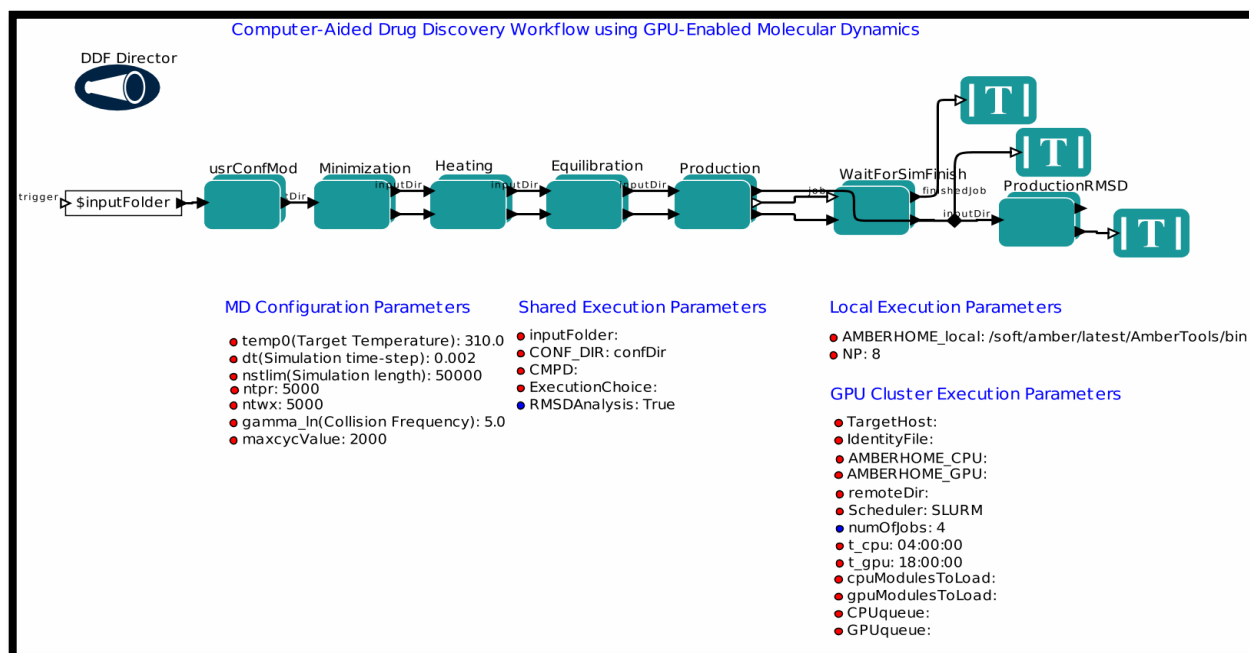 Computer-Aided Drug Discovery Workflow using GPU-Enabled Molecular Dynamics
DDF Director
trigger
$inputFolder
usrConfMod
Dir
Minimization
inputDir
Heating
inputDir
Equilibration
inputDir
Production
job
WaitForSimFinish
finishedJob
inputDir
ProductionRMSD
T
T
T
MD Configuration Parameters
temp0(Target Temperature): 310.0
dt(Simulation time-step): 0.002
nstlim(Simulation length): 50000
ntpr: 5000
ntwx: 5000
gamma_ln(Collision Frequency): 5.0
maxcycValue: 2000
Shared Execution Parameters
inputFolder:
CONF_DIR: confDir
CMPD:
ExecutionChoice:
RMSDAnalysis: True
Local Execution Parameters
AMBERHOME_local: /soft/amber/latest/AmberTools/bin
NP: 8
GPU Cluster Execution Parameters
TargetHost:
IdentityFile:
AMBERHOME_CPU:
AMBERHOME_GPU:
remoteDir:
Scheduler: SLURM
numOfJobs: 4
t_cpu: 04:00:00
t_gpu: 18:00:00
cpuModulesToLoad:
gpuModulesToLoad:
CPUqueue:
GPUqueue: